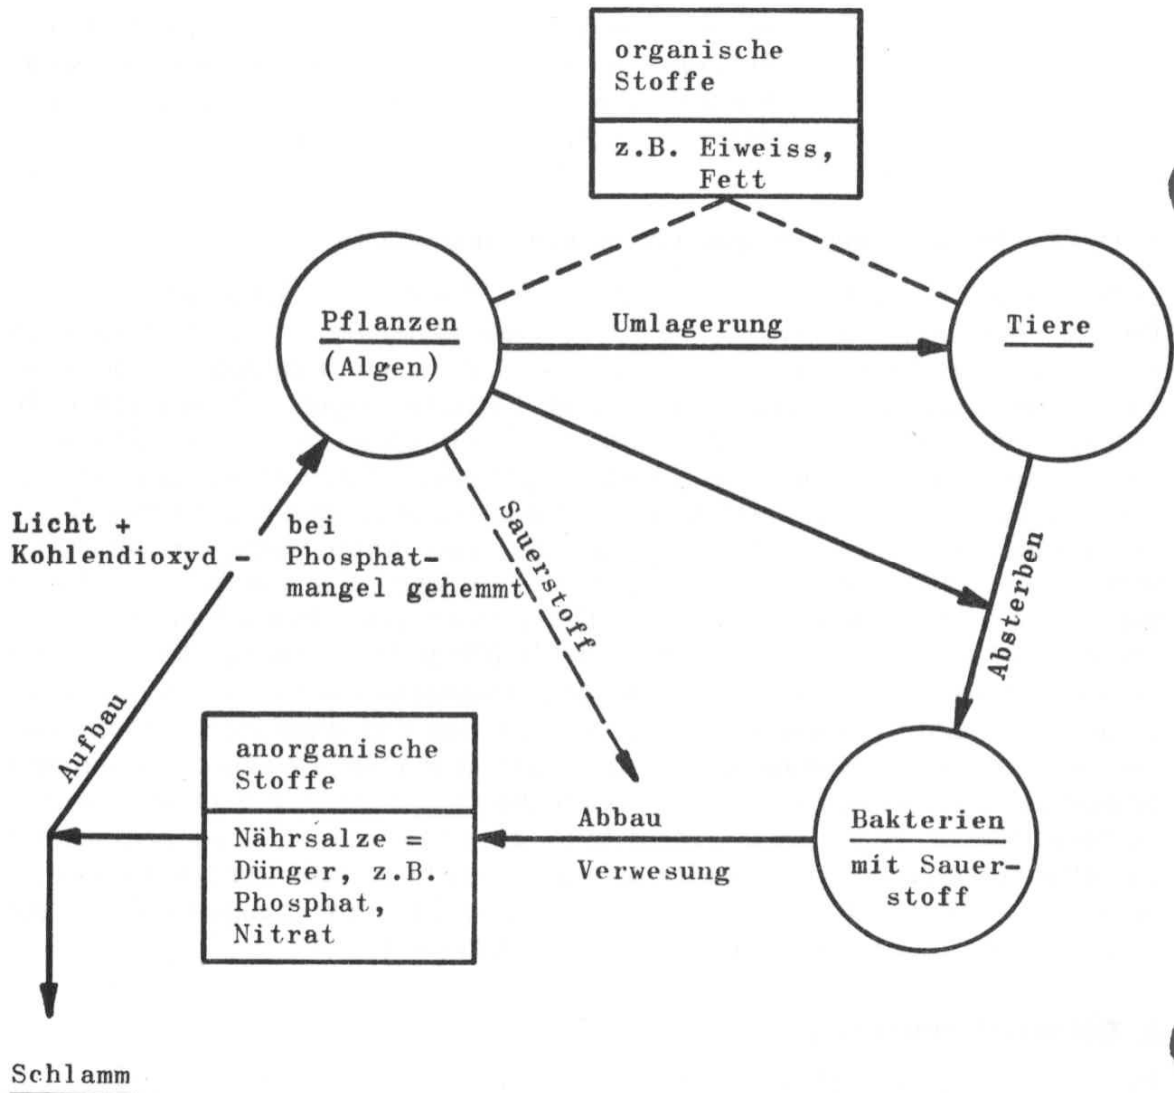 organische
Stoffe
z.B. Eiweiss,
Fett
Pflanzen
(Algen)
Umlagerung
Tiere
Licht +
Kohlendioxyd -
bei
Phosphat-
mangel gehemmt
Sauerstoff
Absterben
Aufbau
anorganische
Stoffe
Nährsalze =
Dünger, z.B.
Phosphat,
Nitrat
Abbau
Verwesung
Bakterien
mit Sauer-
stoff
Schlamm